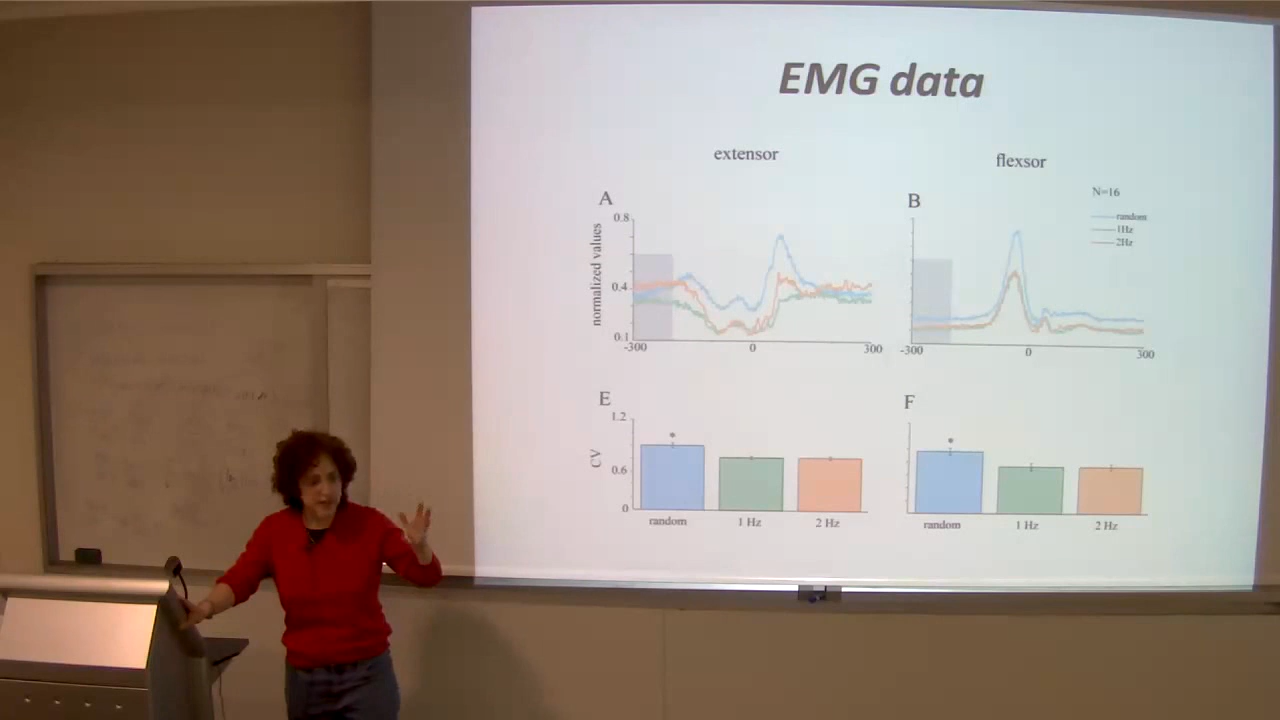 EMG data
extensor
flexsor
A
B
N=16
random
1Hz
2Hz
normalized values
0.8
0.4
0.1
-300
0
300
-300
0
300
E
F
CV
1.2
0.6
0
*
*
random
1 Hz
2 Hz
random
1 Hz
2 Hz